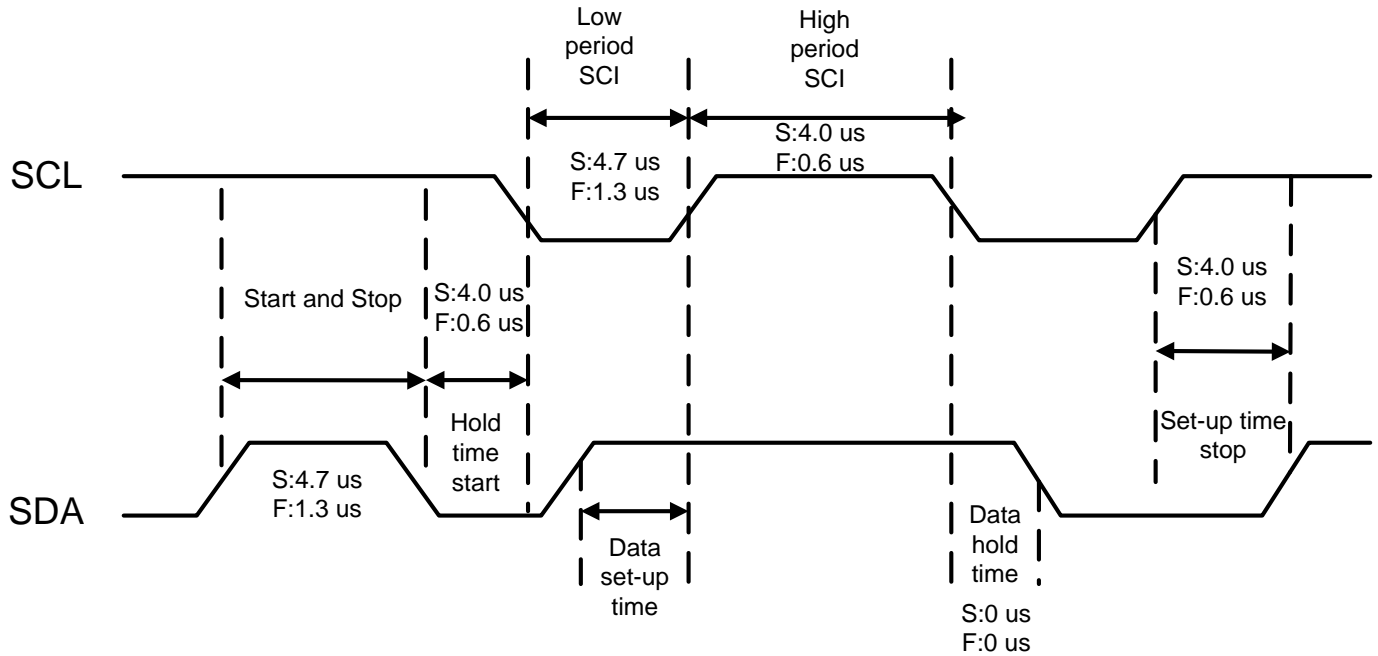 Low
period
SCI
High
period
SCI
SCL
S:4.7 us
F:1.3 us
S:4.0 us
F:0.6 us
Start and Stop
S:4.0 us
F:0.6 us
S:4.0 us
F:0.6 us
Hold
time
start
Set-up time
stop
SDA
S:4.7 us
F:1.3 us
Data
set-up
time
Data
hold
time
S:0 us
F:0 us